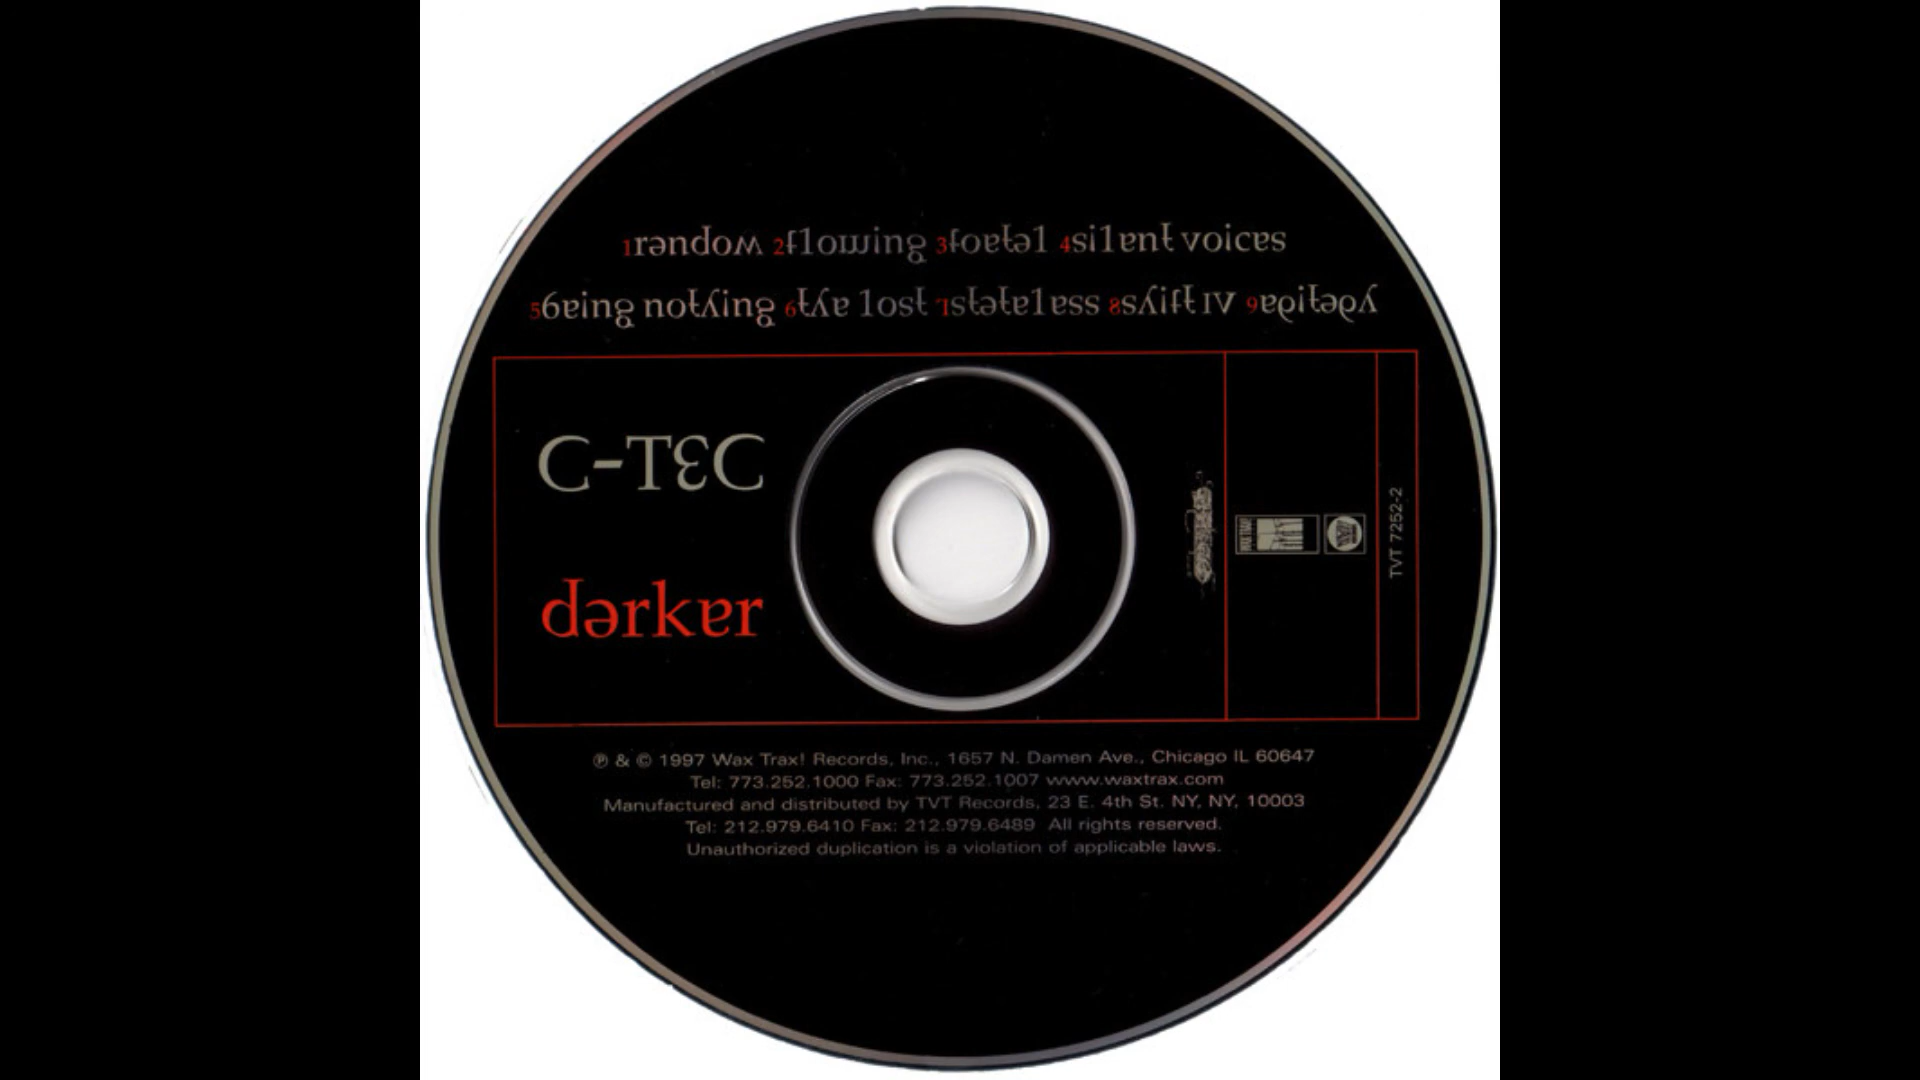 1random 2flowing 3foetal 4silent voices
5being nothing 6the lost 7stateless 8shift IV 9epitaph
C-TEC
darker
WAX TRAX!
TVT 7252-2
℗ & © 1997 Wax Trax! Records, Inc., 1657 N. Damen Ave., Chicago IL 60647
Tel: 773.252.1000 Fax: 773.252.1007 www.waxtrax.com
Manufactured and distributed by TVT Records, 23 E. 4th St. NY, NY, 10003
Tel: 212.979.6410 Fax: 212.979.6489 All rights reserved.
Unauthorized duplication is a violation of applicable laws.